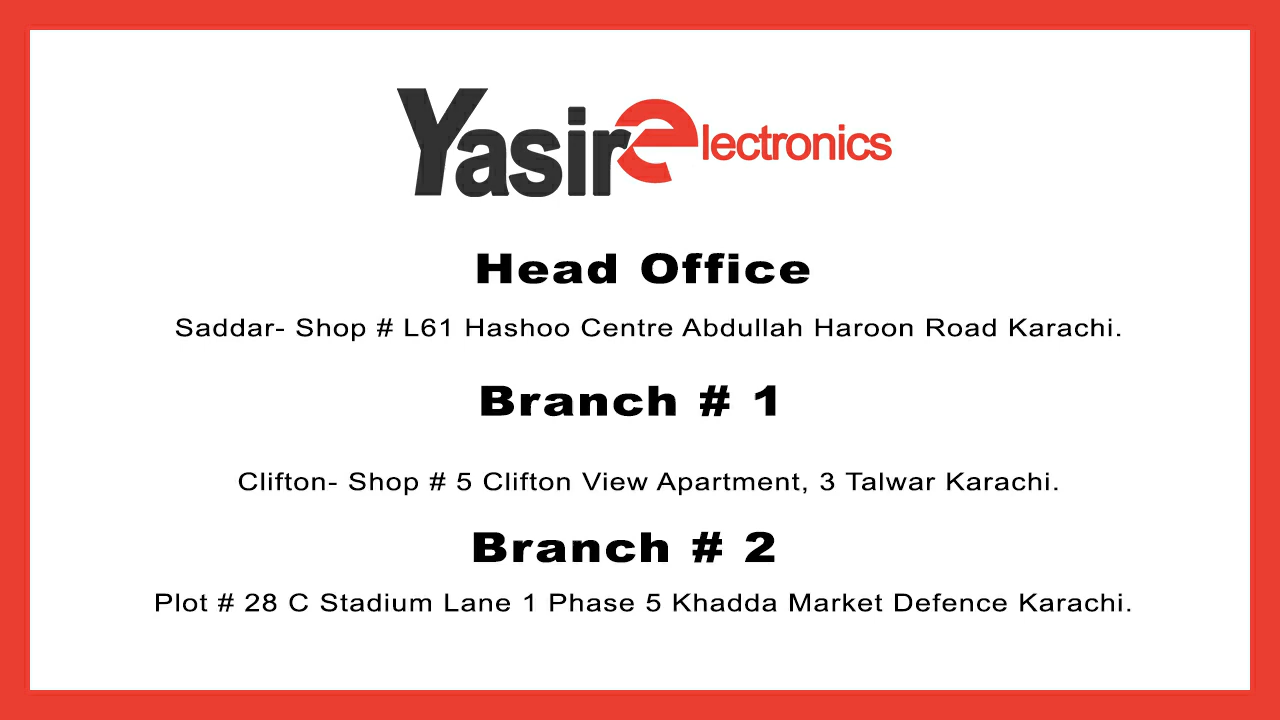 Yasir Electronics
Head Office
Saddar- Shop # L61 Hashoo Centre Abdullah Haroon Road Karachi.
Branch # 1
Clifton- Shop # 5 Clifton View Apartment, 3 Talwar Karachi.
Branch # 2
Plot # 28 C Stadium Lane 1 Phase 5 Khadda Market Defence Karachi.